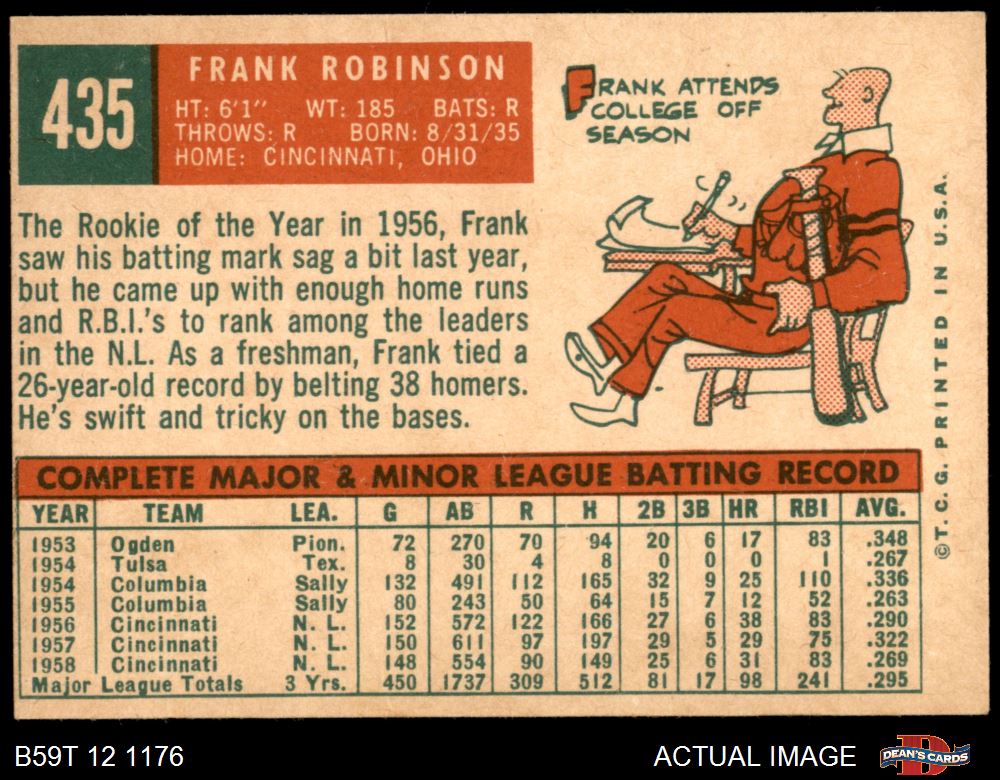 435
FRANK ROBINSON
HT: 6'1" WT: 185 BATS: R
THROWS: R BORN: 8/31/35
HOME: CINCINNATI, OHIO
FRANK ATTENDS
COLLEGE OFF
SEASON
The Rookie of the Year in 1956, Frank
saw his batting mark sag a bit last year,
but he came up with enough home runs
and R.B.I.'s to rank among the leaders
in the N.L. As a freshman, Frank tied a
26-year-old record by belting 38 homers.
He's swift and tricky on the bases.
©T. C. G. PRINTED IN U.S.A.
COMPLETE MAJOR & MINOR LEAGUE BATTING RECORD
YEAR TEAM LEA. G AB R H 2B 3B HR RBI AVG.
1953 Ogden Pion. 72 270 70 94 20 6 17 83 .348
1954 Tulsa Tex. 8 30 4 8 0 0 0 1 .267
1954 Columbia Sally 132 491 112 165 32 9 25 110 .336
1955 Columbia Sally 80 243 50 64 15 7 12 52 .263
1956 Cincinnati N. L. 152 572 122 166 27 6 38 83 .290
1957 Cincinnati N. L. 150 611 97 197 29 5 29 75 .322
1958 Cincinnati N. L. 148 554 90 149 25 6 31 83 .269
Major League Totals 3 Yrs. 450 1737 309 512 81 17 98 241 .295
B59T 12 1176
ACTUAL IMAGE
DEAN'S CARDS